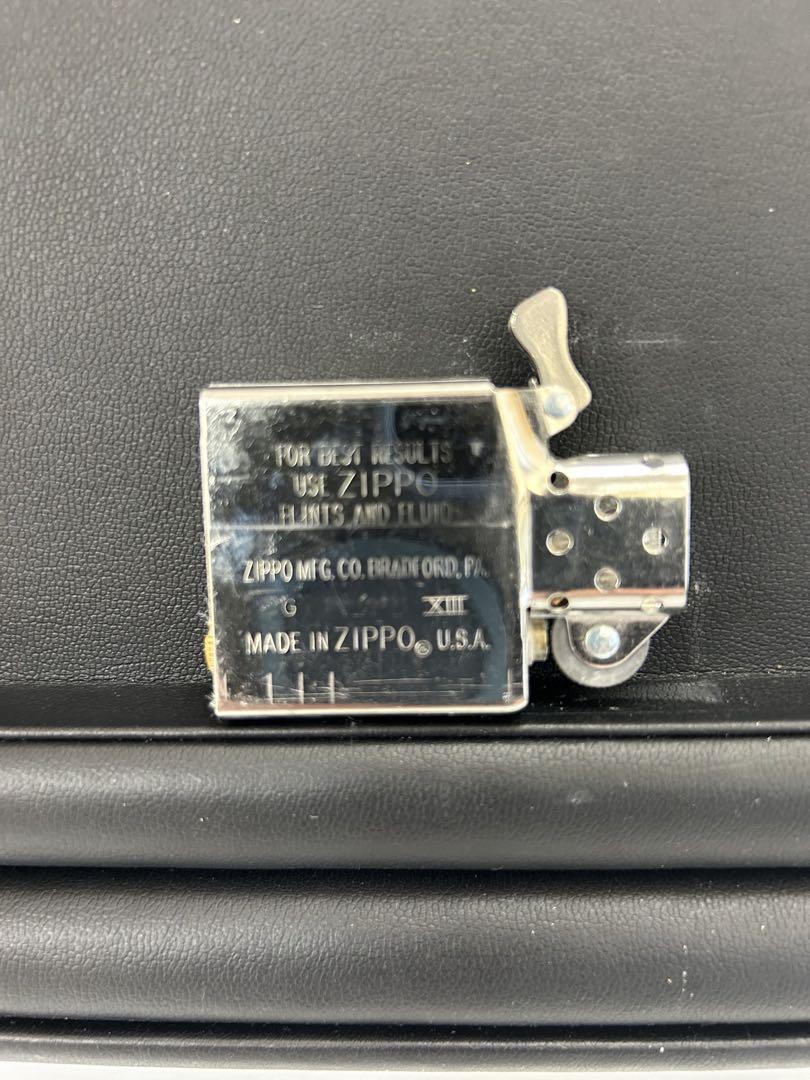 FOR BEST RESULTS
USE ZIPPO
FLINTS AND FLUID
ZIPPO MFG. CO. BRADFORD, PA.
G XIII
MADE IN ZIPPO® U.S.A.